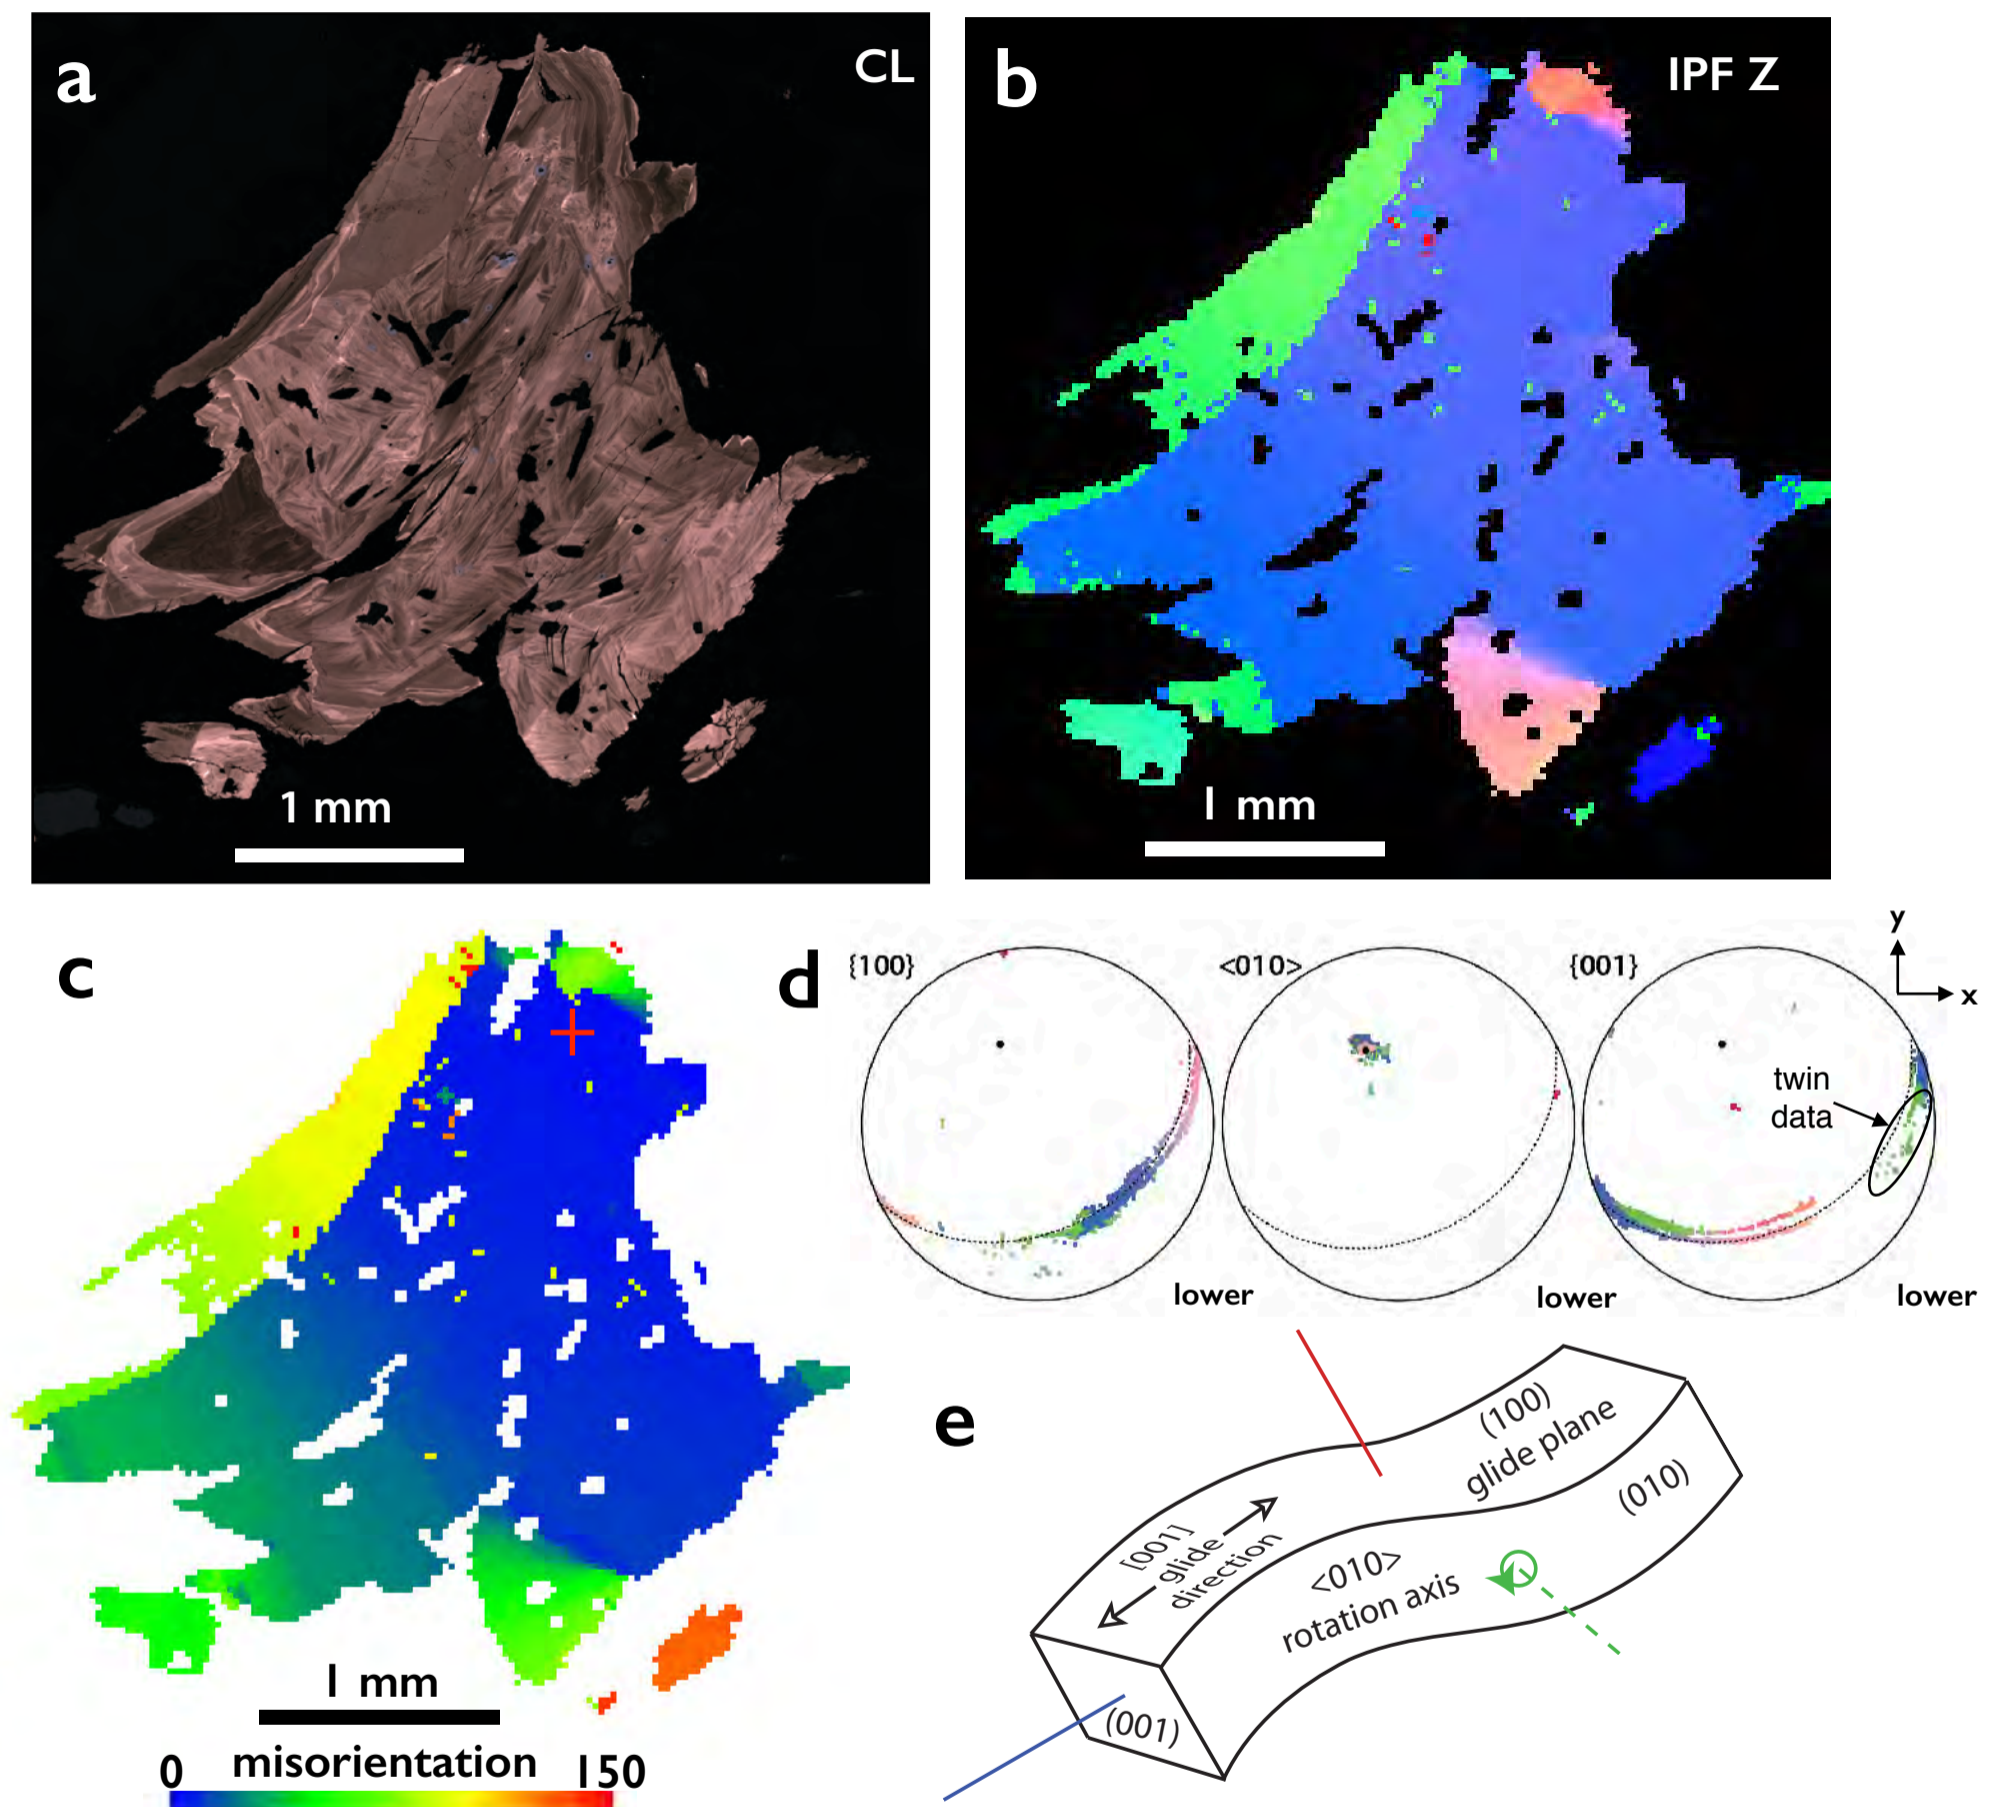 a
CL
1 mm
b
IPF Z
1 mm
c
1 mm
0 misorientation 150
d
{100}
<010>
{001}
y
x
twin
data
lower
lower
lower
e
(100)
glide plane
(010)
[001]
glide
direction
<010>
rotation axis
(001)